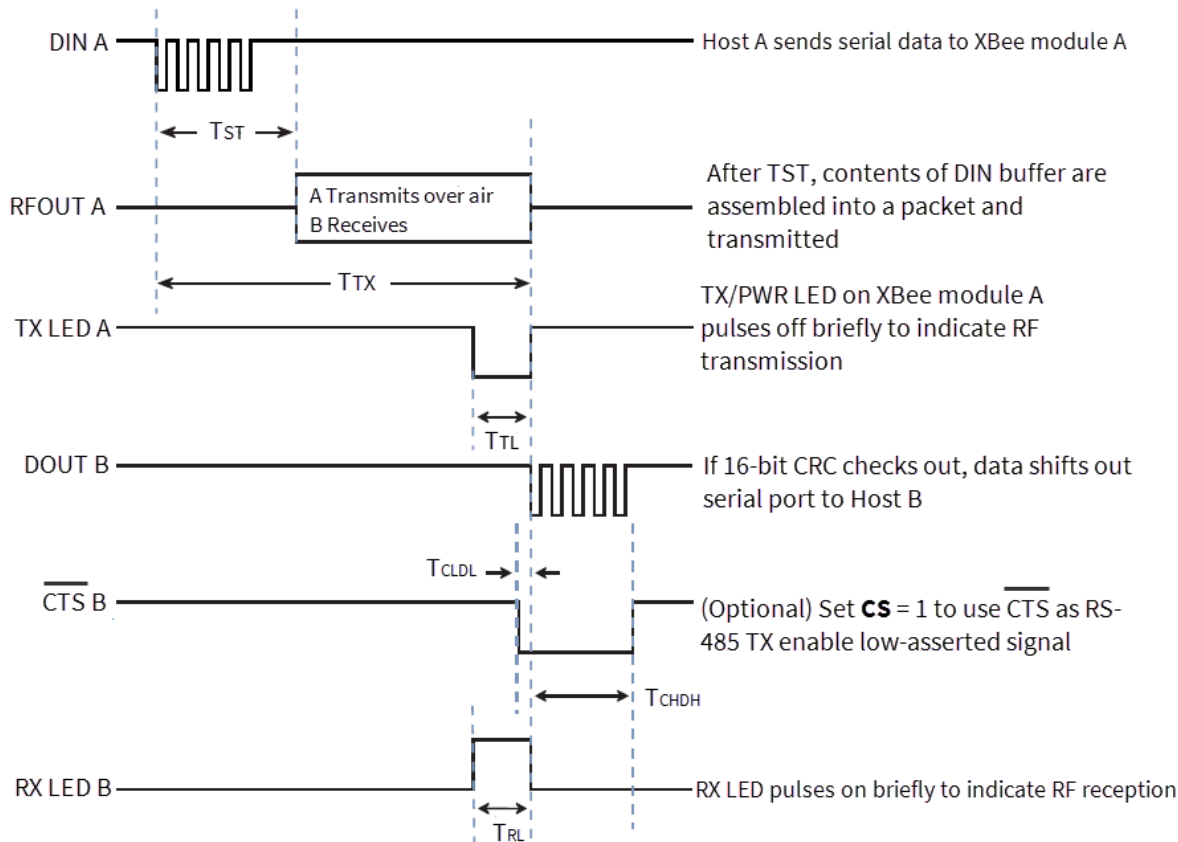 DIN A
Host A sends serial data to XBee module A
TST
RFOUT A
A Transmits over air
B Receives
After TST, contents of DIN buffer are
assembled into a packet and
transmitted
TTX
TX LED A
TX/PWR LED on XBee module A
pulses off briefly to indicate RF
transmission
TTL
DOUT B
If 16-bit CRC checks out, data shifts out
serial port to Host B
TCLDL
CTS B
(Optional) Set CS = 1 to use CTS as RS-
485 TX enable low-asserted signal
TCHDH
RX LED B
RX LED pulses on briefly to indicate RF reception
TRL